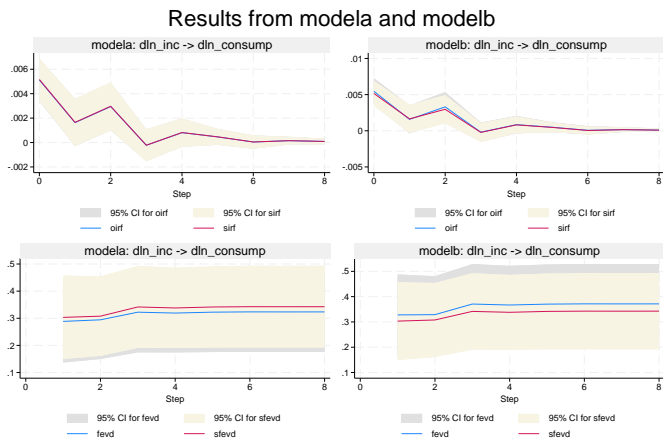 Results from modela and modelb
modela: dln_inc -> dln_consump
.006
.004
.002
0
-.002
0 2 4 6 8
Step
95% CI for oirf 95% CI for sirf
oirf sirf
modelb: dln_inc -> dln_consump
.01
.005
0
-.005
0 2 4 6 8
Step
95% CI for oirf 95% CI for sirf
oirf sirf
modela: dln_inc -> dln_consump
.5
.4
.3
.2
.1
0 2 4 6 8
Step
95% CI for fevd 95% CI for sfevd
fevd sfevd
modelb: dln_inc -> dln_consump
.5
.4
.3
.2
.1
0 2 4 6 8
Step
95% CI for fevd 95% CI for sfevd
fevd sfevd